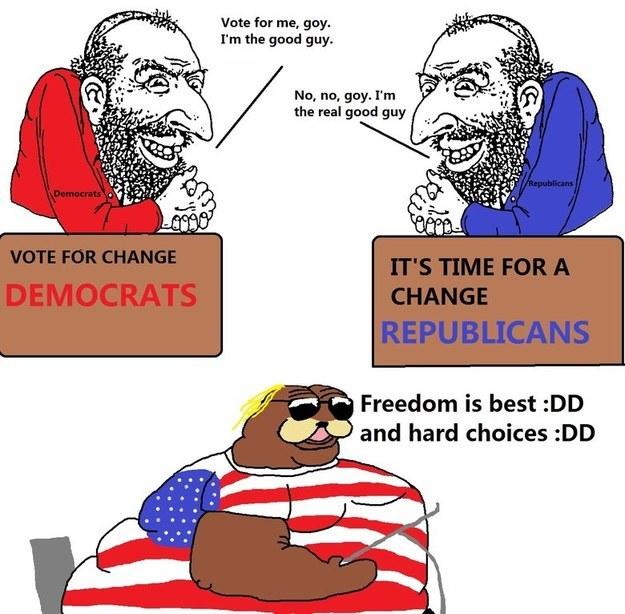 Vote for me, goy.
I'm the good guy.
No, no, goy. I'm
the real good guy
Democrats
Republicans
VOTE FOR CHANGE
DEMOCRATS
IT'S TIME FOR A
CHANGE
REPUBLICANS
Freedom is best :DD
and hard choices :DD